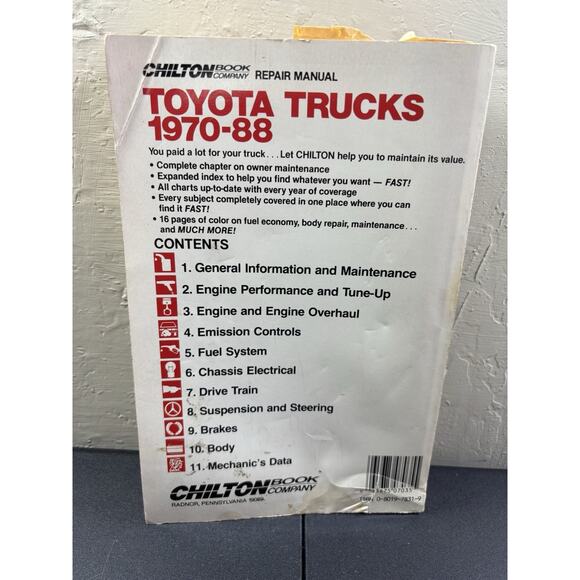 CHILTON BOOK COMPANY REPAIR MANUAL
TOYOTA TRUCKS
1970-88
You paid a lot for your truck . . . Let CHILTON help you to maintain its value.
• Complete chapter on owner maintenance
• Expanded index to help you find whatever you want — FAST!
• All charts up-to-date with every year of coverage
• Every subject completely covered in one place where you can
find it FAST!
• 16 pages of color on fuel economy, body repair, maintenance . . .
and MUCH MORE!
CONTENTS
1. General Information and Maintenance
2. Engine Performance and Tune-Up
3. Engine and Engine Overhaul
4. Emission Controls
5. Fuel System
6. Chassis Electrical
7. Drive Train
8. Suspension and Steering
9. Brakes
10. Body
11. Mechanic's Data
CHILTON BOOK COMPANY
RADNOR, PENNSYLVANIA 19089
ISBN 0-8019-7831-9